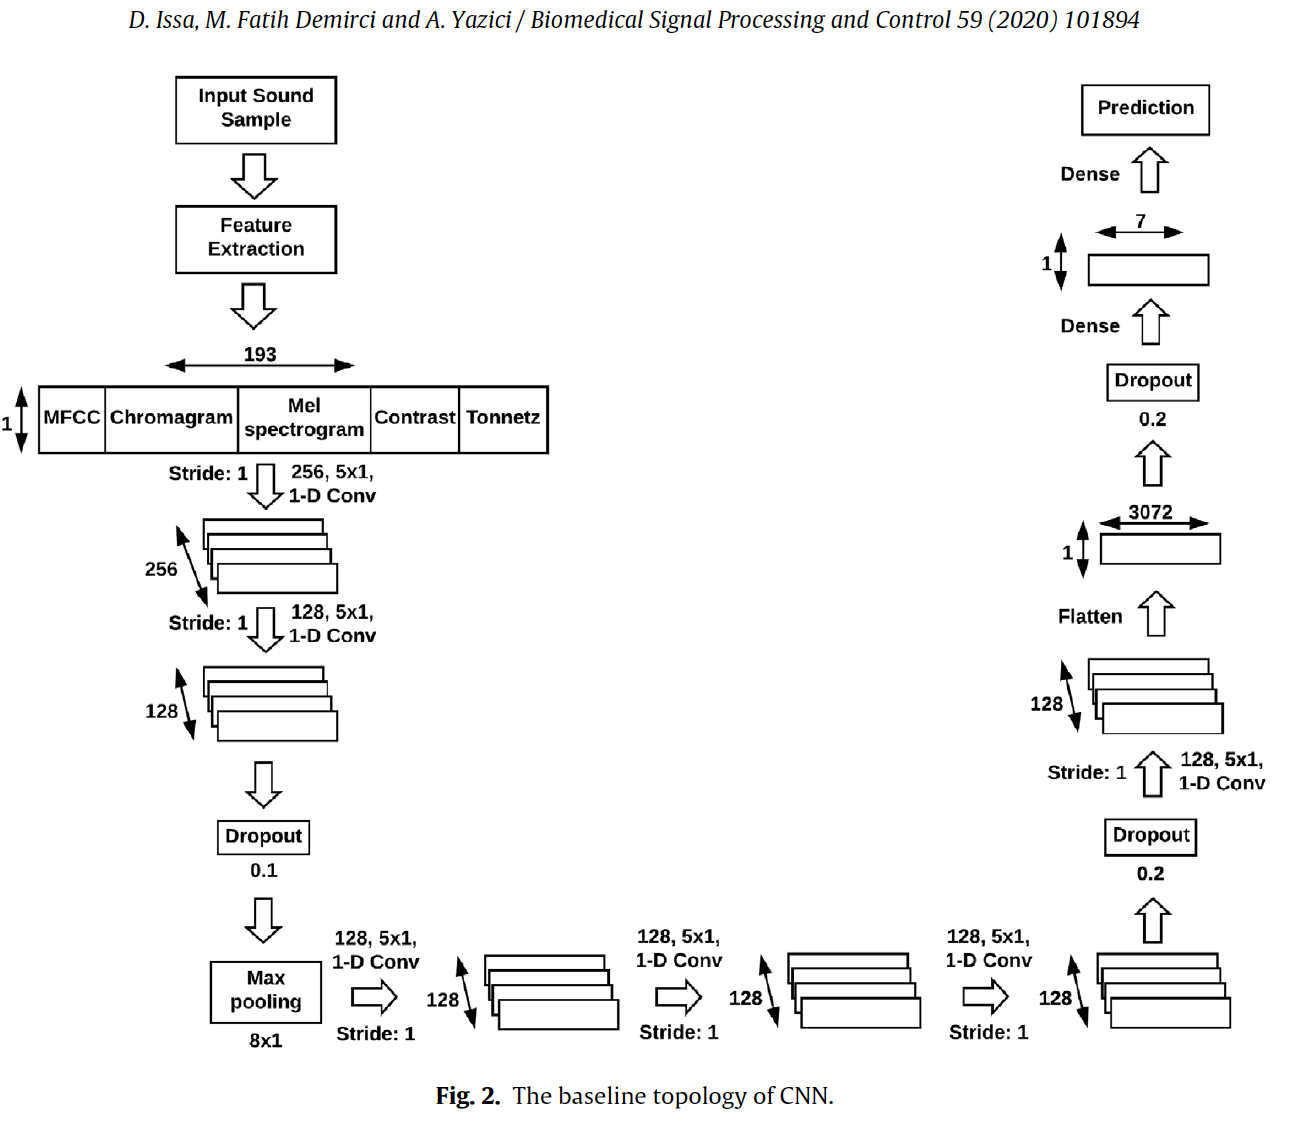 D. Issa, M. Fatih Demirci and A. Yazici / Biomedical Signal Processing and Control 59 (2020) 101894
Input Sound
Sample
Feature
Extraction
193
1
MFCC
Chromagram
Mel
spectrogram
Contrast
Tonnetz
Stride: 1
256, 5x1,
1-D Conv
256
Stride: 1
128, 5x1,
1-D Conv
128
Dropout
0.1
Max
pooling
8x1
128, 5x1,
1-D Conv
Stride: 1
128
128, 5x1,
1-D Conv
Stride: 1
128
128, 5x1,
1-D Conv
Stride: 1
128
Dropout
0.2
Stride: 1
128, 5x1,
1-D Conv
128
Flatten
3072
1
Dropout
0.2
Dense
7
1
Dense
Prediction
Fig. 2. The baseline topology of CNN.